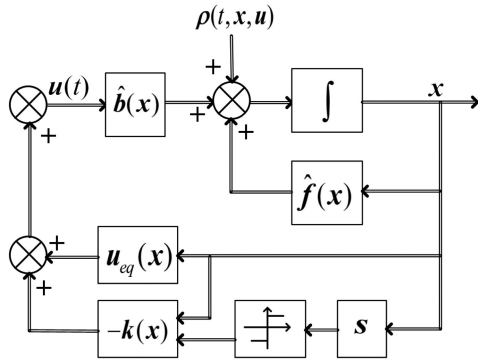 ρ(t, x, u)
+
u(t)
b̂(x)
+
+
∫
x
+
f̂(x)
+
u_eq(x)
+
-k(x)
s